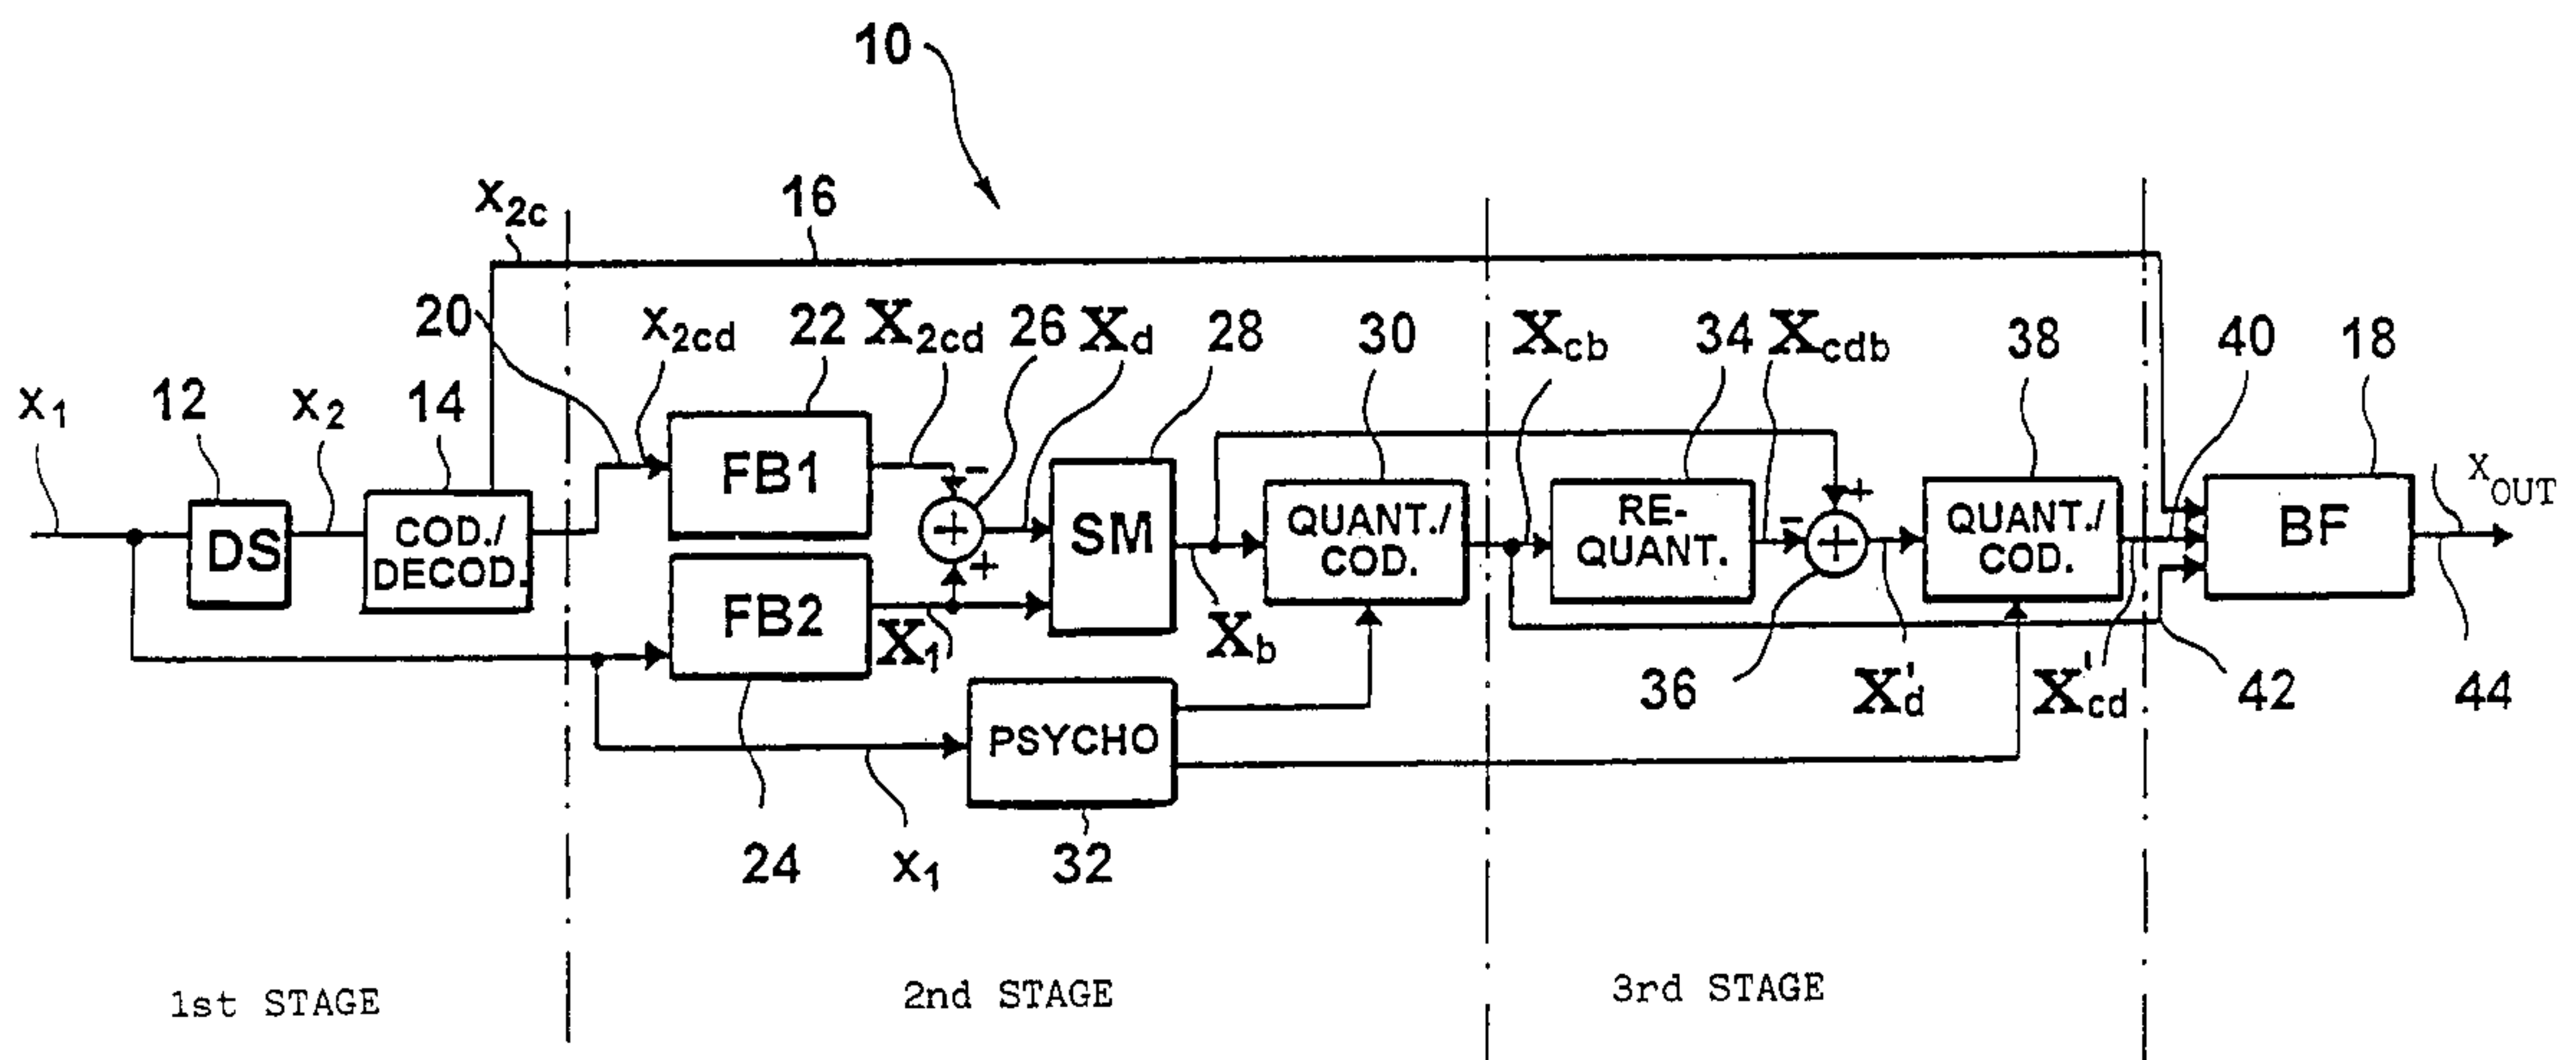 10
x2c
16
20
x2cd
22
X2cd
26
Xd
28
30
Xcb
34
Xcdb
38
40
18
x1
12
x2
14
DS
COD./
DECOD.
FB1
-
+
SM
QUANT./
COD.
RE-
QUANT.
-
+
QUANT./
COD.
BF
xOUT
FB2
X1
Xb
36
X'd
X'cd
42
44
PSYCHO
24
x1
32
1st STAGE
2nd STAGE
3rd STAGE